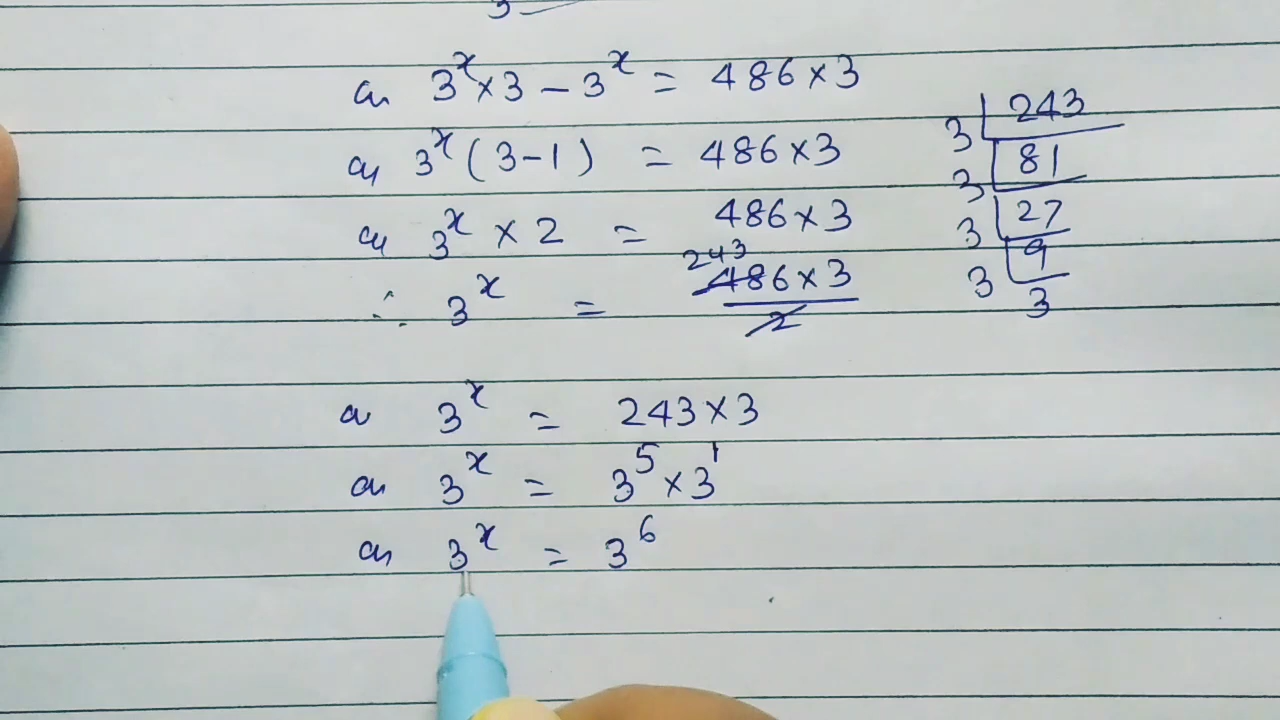 3
or 3^x × 3 − 3^x = 486 × 3
or 3^x (3 − 1) = 486 × 3
or 3^x × 2 = 486 × 3
∴ 3^x = 486 × 3 / 2
243
or 3^x = 243 × 3
or 3^x = 3^5 × 3^1
or 3^x = 3^6
3 | 243
3 | 81
3 | 27
3 | 9
3